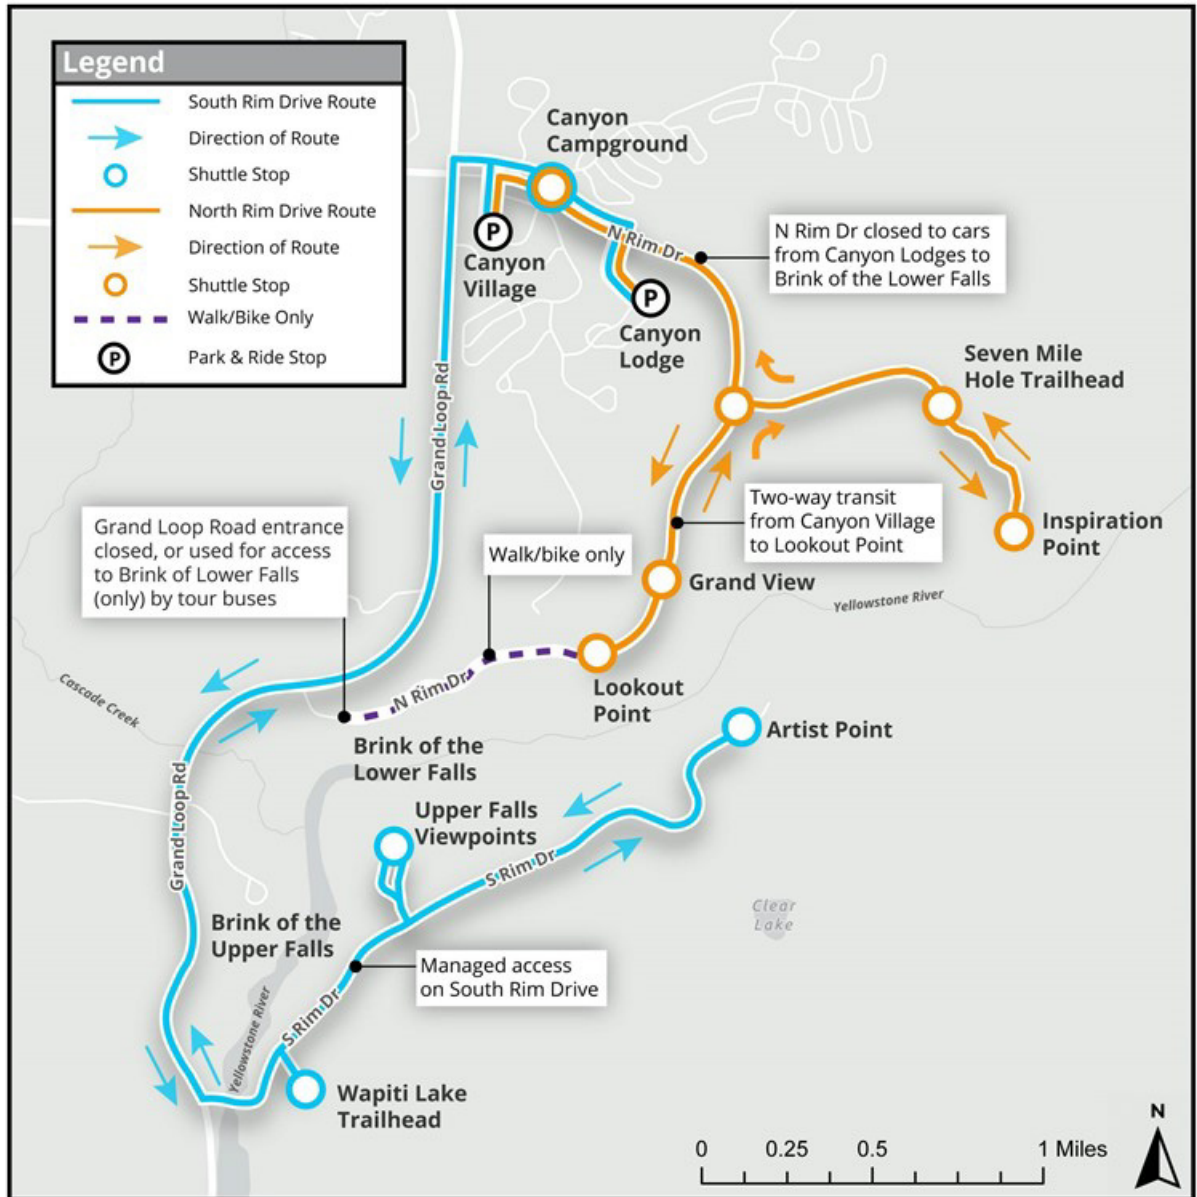 Legend
South Rim Drive Route
Direction of Route
Shuttle Stop
North Rim Drive Route
Direction of Route
Shuttle Stop
Walk/Bike Only
P
Park & Ride Stop
Canyon
Campground
P
Canyon
Village
N Rim Dr
P
Canyon
Lodge
N Rim Dr closed to cars
from Canyon Lodges to
Brink of the Lower Falls
Seven Mile
Hole Trailhead
Grand Loop Rd
Two-way transit
from Canyon Village
to Lookout Point
Inspiration
Point
Grand Loop Road entrance
closed, or used for access
to Brink of Lower Falls
(only) by tour buses
Walk/bike only
Grand View
Yellowstone River
Cascade Creek
N Rim Dr
Lookout
Point
Brink of the
Lower Falls
Artist Point
Grand Loop Rd
Upper Falls
Viewpoints
S Rim Dr
Brink of the
Upper Falls
Clear
Lake
Managed access
on South Rim Drive
S Rim Dr
Yellowstone River
Wapiti Lake
Trailhead
N
0 0.25 0.5 1 Miles